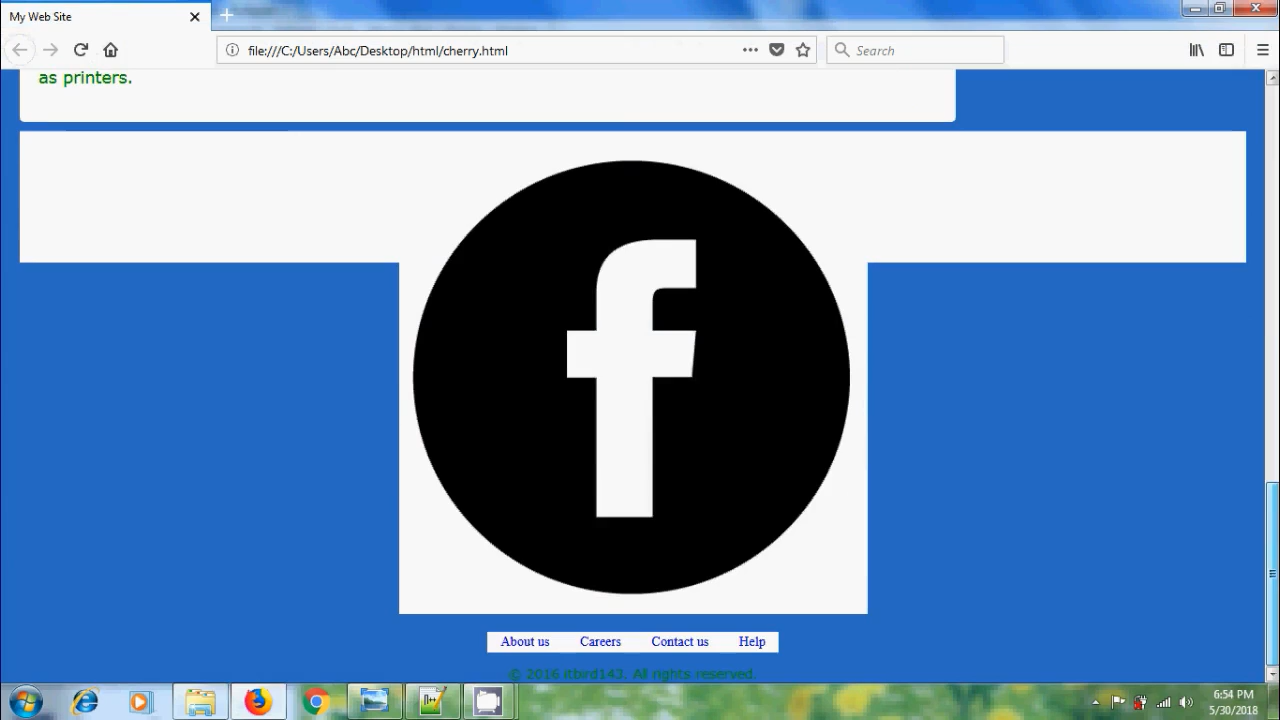 My Web Site
file:///C:/Users/Abc/Desktop/html/cherry.html
Search
as printers.
f
About us Careers Contact us Help
© 2016 itbird143. All rights reserved.
6:54 PM
5/30/2018